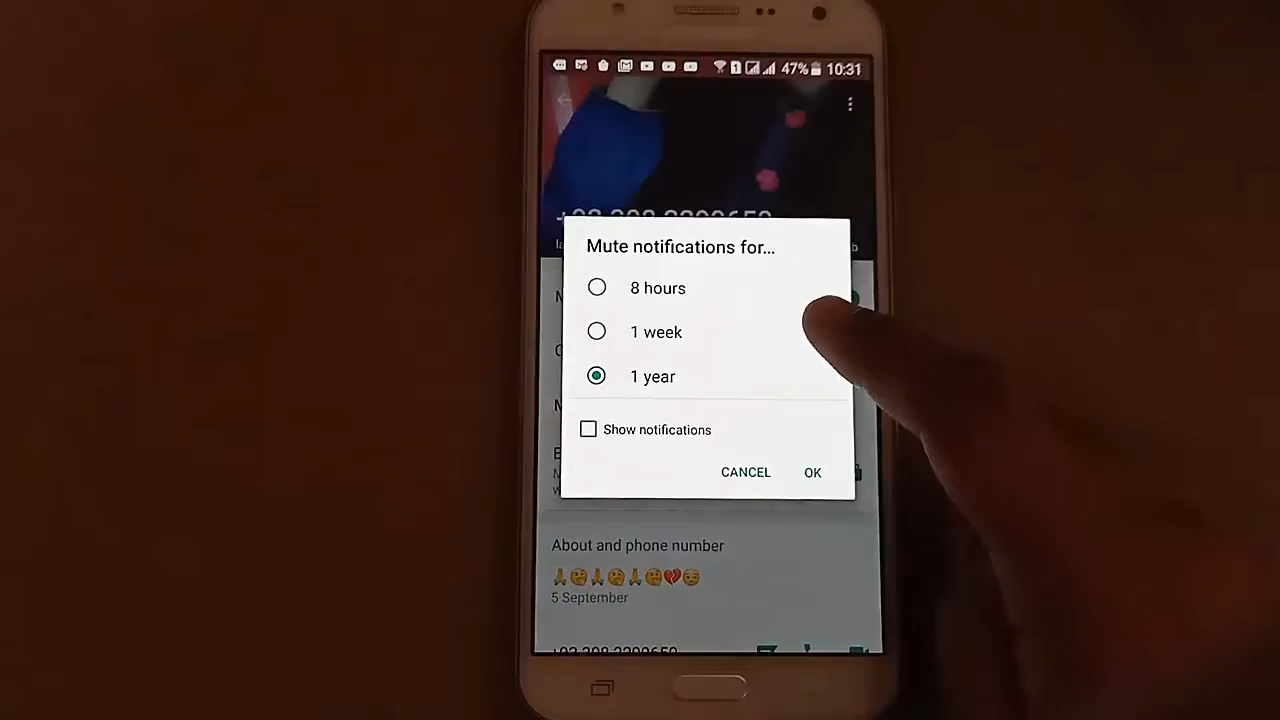 47% 10:31
Mute notifications for...
8 hours
1 week
1 year
Show notifications
CANCEL OK
About and phone number
🙏🤔🙏🤔🙏🤔💔😥
5 September